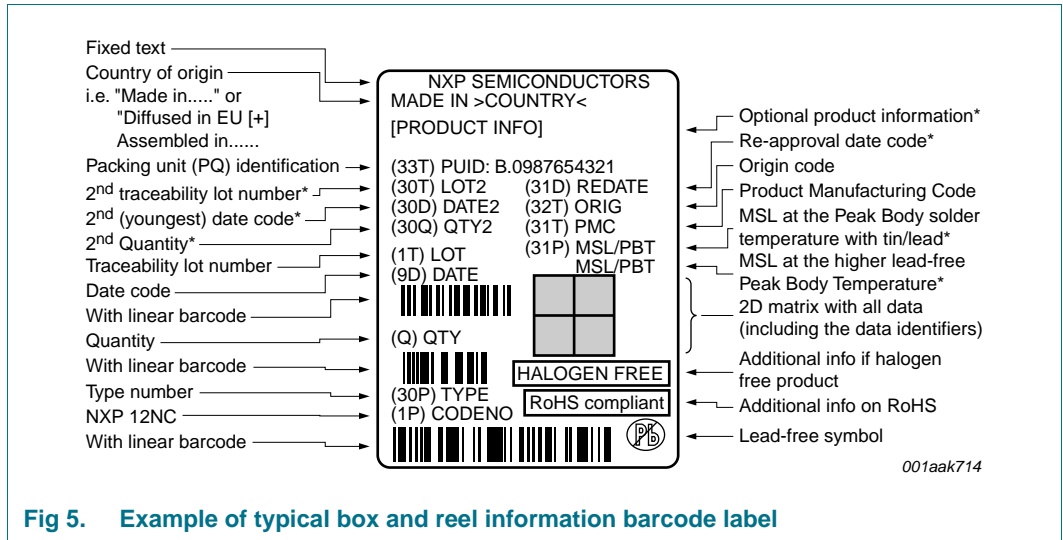 Fixed text
Country of origin
i.e. "Made in....." or
"Diffused in EU [+]
Assembled in......
Packing unit (PQ) identification
2nd traceability lot number*
2nd (youngest) date code*
2nd Quantity*
Traceability lot number
Date code
With linear barcode
Quantity
With linear barcode
Type number
NXP 12NC
With linear barcode
NXP SEMICONDUCTORS
MADE IN >COUNTRY<
[PRODUCT INFO]
(33T) PUID: B.0987654321
(30T) LOT2 (31D) REDATE
(30D) DATE2 (32T) ORIG
(30Q) QTY2 (31T) PMC
(31P) MSL/PBT
(1T) LOT MSL/PBT
(9D) DATE
(Q) QTY
HALOGEN FREE
(30P) TYPE
RoHS compliant
(1P) CODENO
Pb
Optional product information*
Re-approval date code*
Origin code
Product Manufacturing Code
MSL at the Peak Body solder
temperature with tin/lead*
MSL at the higher lead-free
Peak Body Temperature*
2D matrix with all data
(including the data identifiers)
Additional info if halogen
free product
Additional info on RoHS
Lead-free symbol
001aak714
Fig 5. Example of typical box and reel information barcode label